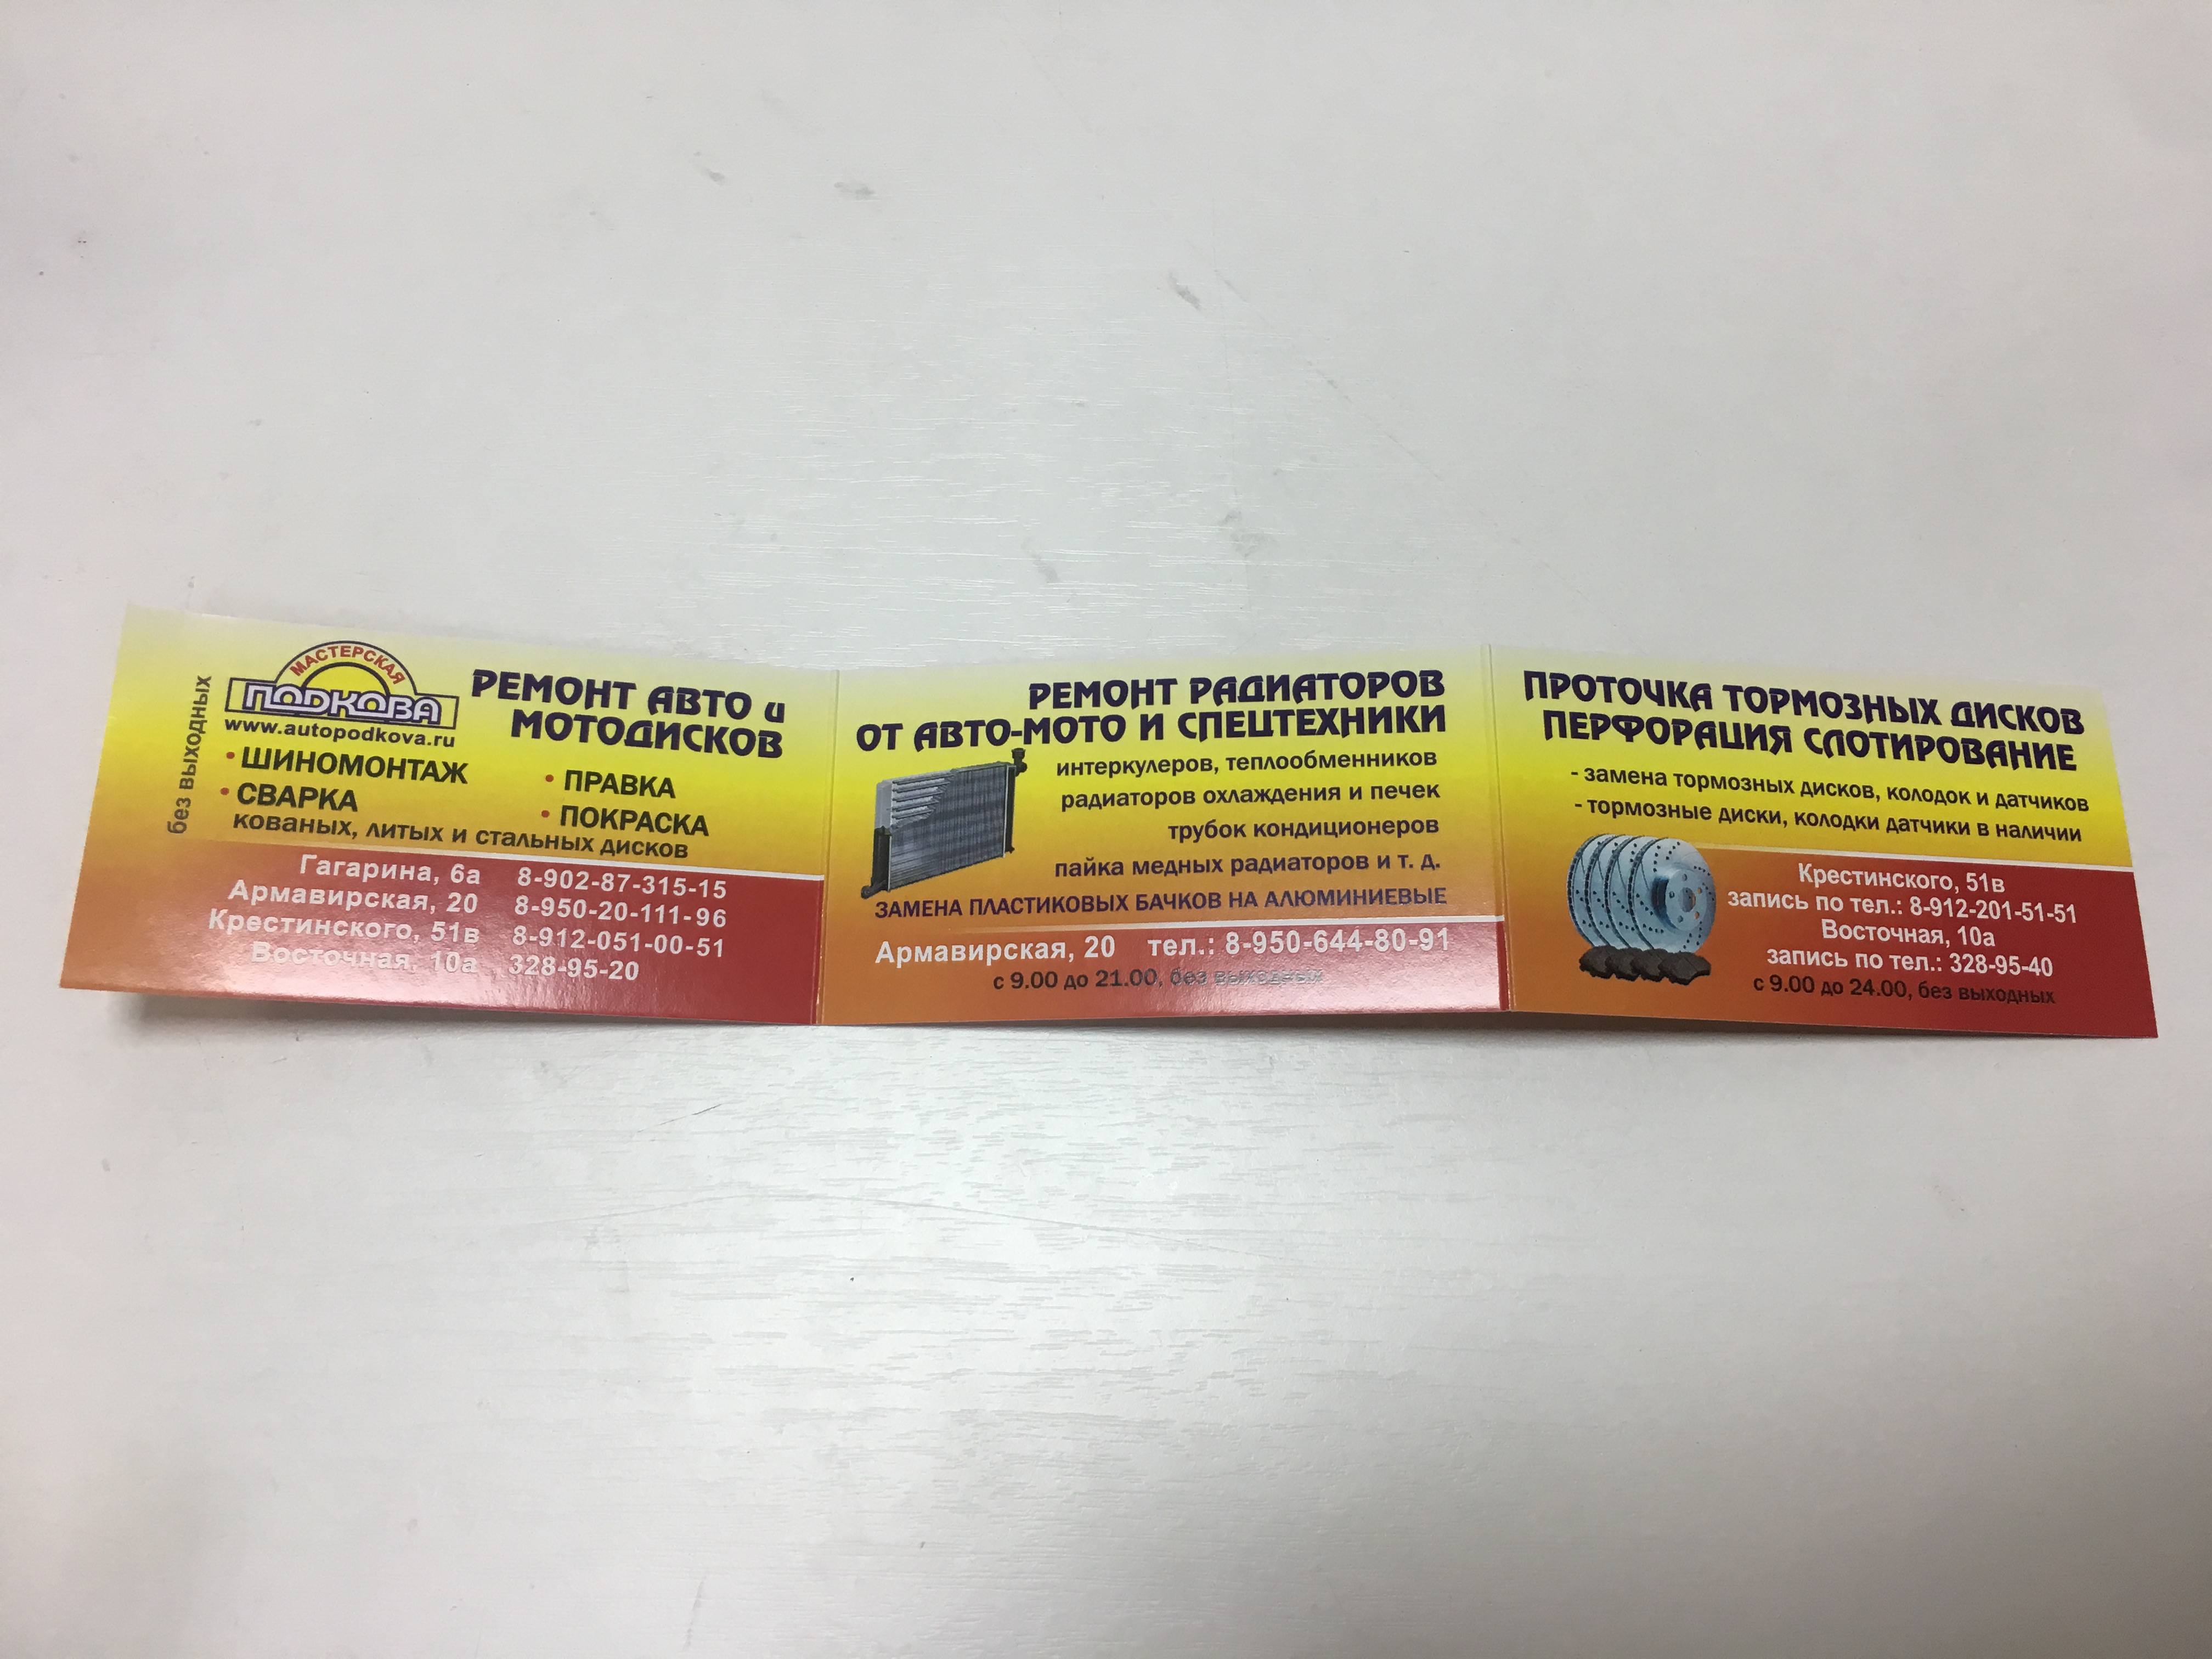 без выходных
МАСТЕРСКАЯ
ПОДКОВА
www.autopodkova.ru
РЕМОНТ АВТО и
МОТОДИСКОВ
• ШИНОМОНТАЖ
• СВАРКА
• ПРАВКА
• ПОКРАСКА
кованых, литых и стальных дисков
Гагарина, 6а 8-902-87-315-15
Армавирская, 20 8-950-20-111-96
Крестинского, 51в 8-912-051-00-51
Восточная, 10а 328-95-20
РЕМОНТ РАДИАТОРОВ
ОТ АВТО-МОТО И СПЕЦТЕХНИКИ
интеркулеров, теплообменников
радиаторов охлаждения и печек
трубок кондиционеров
пайка медных радиаторов и т. д.
ЗАМЕНА ПЛАСТИКОВЫХ БАЧКОВ НА АЛЮМИНИЕВЫЕ
Армавирская, 20 тел.: 8-950-644-80-91
с 9.00 до 21.00, без выходных
ПРОТОЧКА ТОРМОЗНЫХ ДИСКОВ
ПЕРФОРАЦИЯ СЛОТИРОВАНИЕ
- замена тормозных дисков, колодок и датчиков
- тормозные диски, колодки датчики в наличии
Крестинского, 51в
запись по тел.: 8-912-201-51-51
Восточная, 10а
запись по тел.: 328-95-40
с 9.00 до 24.00, без выходных